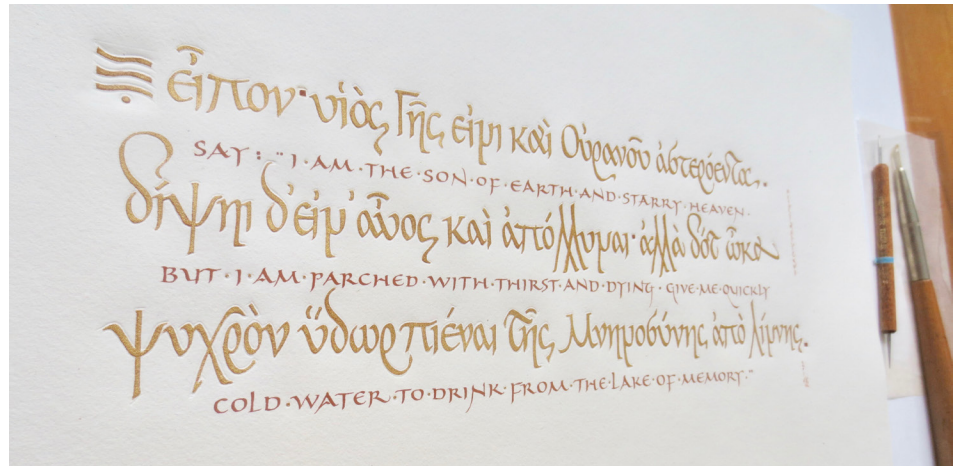 εἶπον· υἱὸς Γῆς εἰμι καὶ Οὐρανοῦ ἀστερόεντος.
SAY: "I·AM·THE·SON·OF·EARTH·AND·STARRY·HEAVEN.
δίψηι δ' εἰμ' αὖος καὶ ἀπόλλυμαι· ἀλλὰ δότ' ὦκα
BUT·I·AM·PARCHED·WITH·THIRST·AND·DYING·GIVE·ME·QUICKLY
ψυχρὸν ὕδωρ πιέναι τῆς Μνημοσύνης ἀπὸ λίμνης.
COLD·WATER·TO·DRINK·FROM·THE·LAKE·OF·MEMORY."